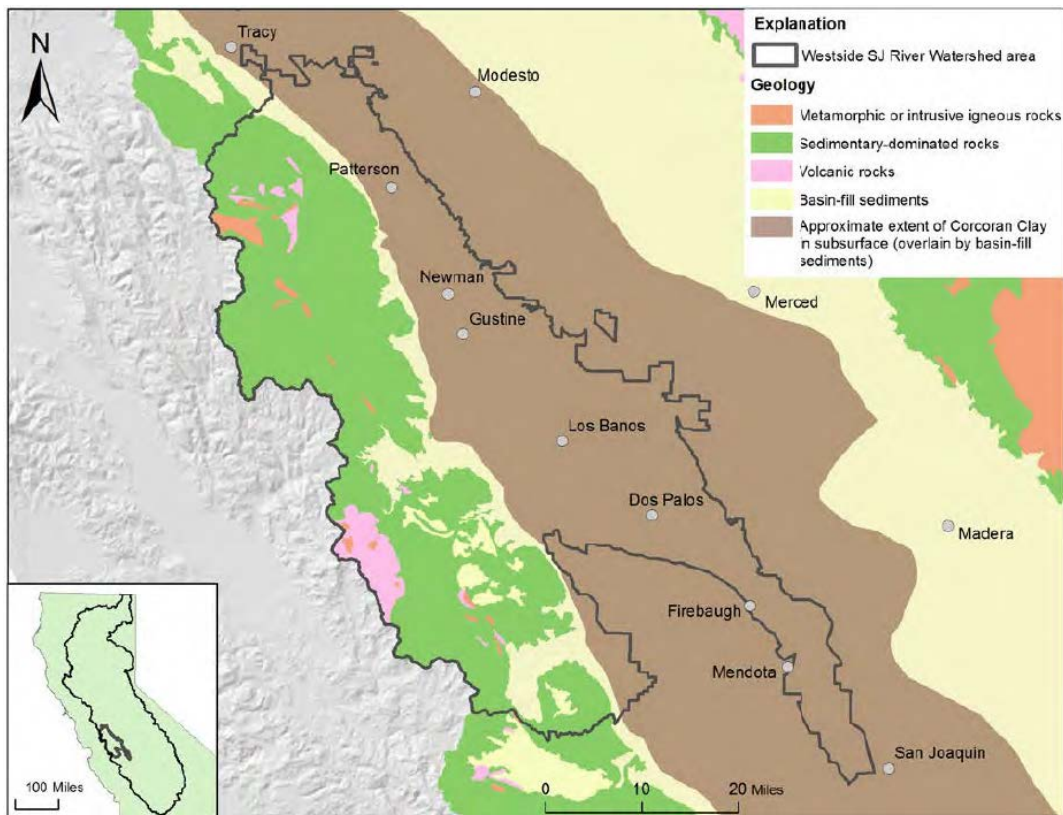 Explanation
Westside SJ River Watershed area
Geology
Metamorphic or intrusive igneous rocks
Sedimentary-dominated rocks
Volcanic rocks
Basin-fill sediments
Approximate extent of Corcoran Clay
in subsurface (overlain by basin-fill
sediments)
N
Tracy
Modesto
Patterson
Newman
Merced
Gustine
Los Banos
Dos Palos
Madera
Firebaugh
Mendota
San Joaquin
100 Miles
0 10 20 Miles